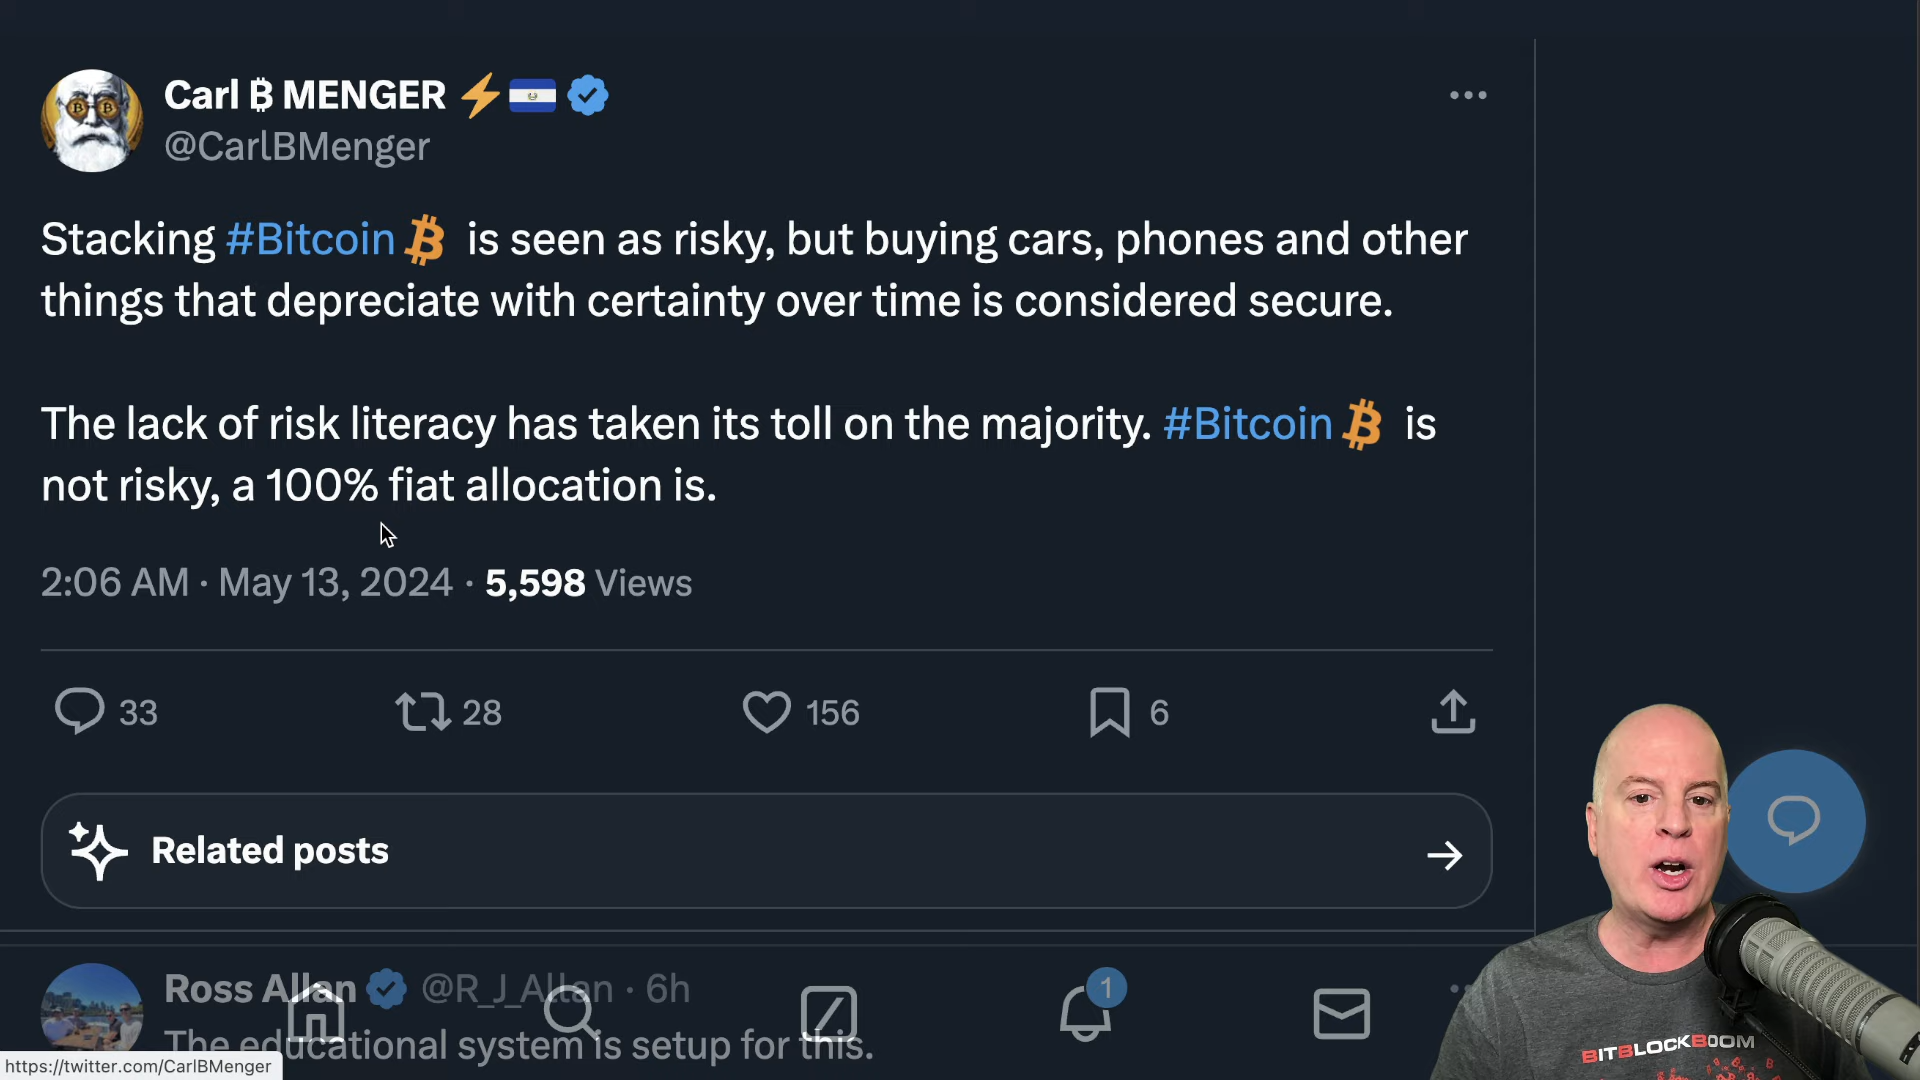 Carl ₿ MENGER ⚡🇸🇻
@CarlBMenger
Stacking #Bitcoin is seen as risky, but buying cars, phones and other
things that depreciate with certainty over time is considered secure.
The lack of risk literacy has taken its toll on the majority. #Bitcoin is
not risky, a 100% fiat allocation is.
2:06 AM · May 13, 2024 · 5,598 Views
33 28 156 6
Related posts
Ross Allan @R_J_Allan · 6h
1
The educational system is setup for this.
https://twitter.com/CarlBMenger
BITBLOCKBOOM